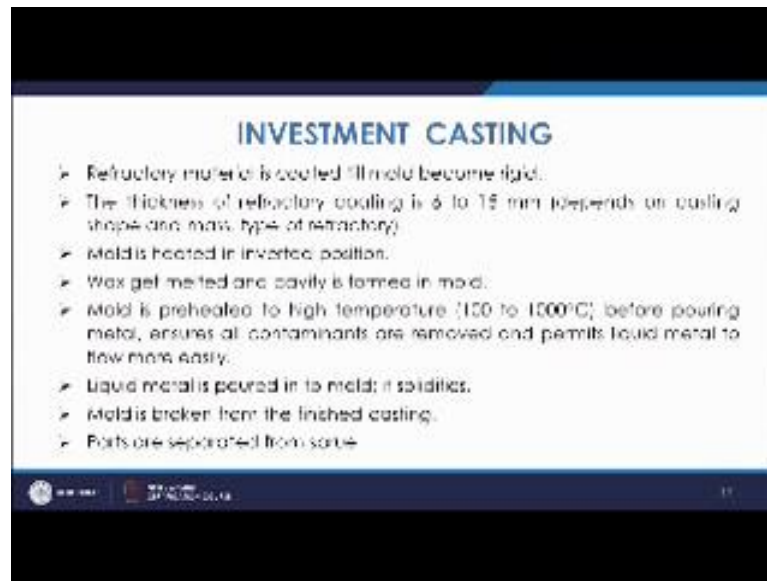 INVESTMENT CASTING
➢ Refractory material is coated till mold become rigid.
➢ The thickness of refractory coating is 6 to 15 mm (depends on casting
shape and mass, type of refractory)
➢ Mold is heated in inverted position.
➢ Wax get melted and cavity is formed in mold.
➢ Mold is preheated to high temperature (100 to 1000°C) before pouring
metal, ensures all contaminants are removed and permits liquid metal to
flow more easily.
➢ Liquid metal is poured in to mold; it solidifies.
➢ Mold is broken from the finished casting.
➢ Parts are separated from sprue